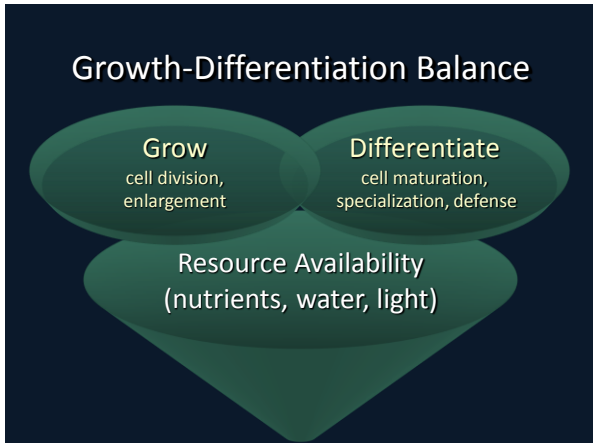 Growth-Differentiation Balance
Grow
cell division,
enlargement
Differentiate
cell maturation,
specialization, defense
Resource Availability
(nutrients, water, light)